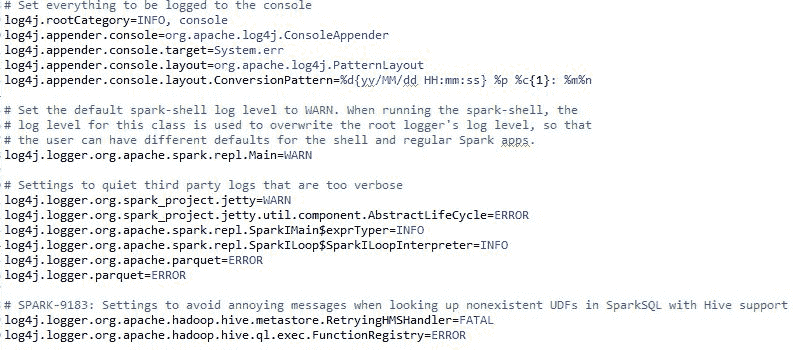 # Set everything to be logged to the console
log4j.rootCategory=INFO, console
log4j.appender.console=org.apache.log4j.ConsoleAppender
log4j.appender.console.target=System.err
log4j.appender.console.layout=org.apache.log4j.PatternLayout
log4j.appender.console.layout.ConversionPattern=%d{yy/MM/dd HH:mm:ss} %p %c{1}: %m%n
# Set the default spark-shell log level to WARN. When running the spark-shell, the
# log level for this class is used to overwrite the root logger's log level, so that
# the user can have different defaults for the shell and regular Spark apps.
log4j.logger.org.apache.spark.repl.Main=WARN
# Settings to quiet third party logs that are too verbose
log4j.logger.org.spark_project.jetty=WARN
log4j.logger.org.spark_project.jetty.util.component.AbstractLifeCycle=ERROR
log4j.logger.org.apache.spark.repl.SparkIMain$exprTyper=INFO
log4j.logger.org.apache.spark.repl.SparkILoop$SparkILoopInterpreter=INFO
log4j.logger.org.apache.parquet=ERROR
log4j.logger.parquet=ERROR
# SPARK-9183: Settings to avoid annoying messages when looking up nonexistent UDFs in SparkSQL with Hive support
log4j.logger.org.apache.hadoop.hive.metastore.RetryingHMSHandler=FATAL
log4j.logger.org.apache.hadoop.hive.ql.exec.FunctionRegistry=ERROR